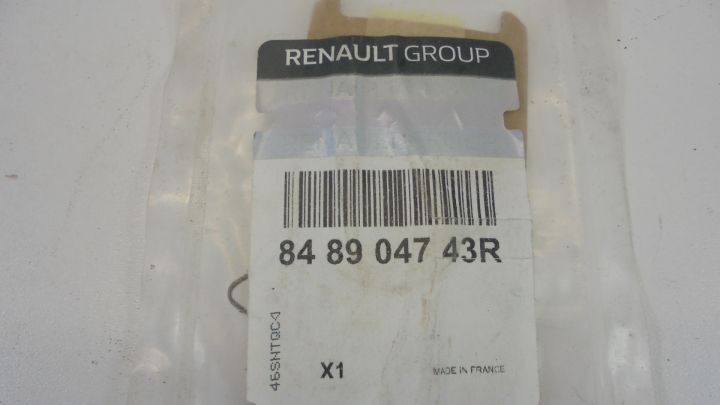 RENAULT GROUP
84 89 047 43R
X1
MADE IN FRANCE